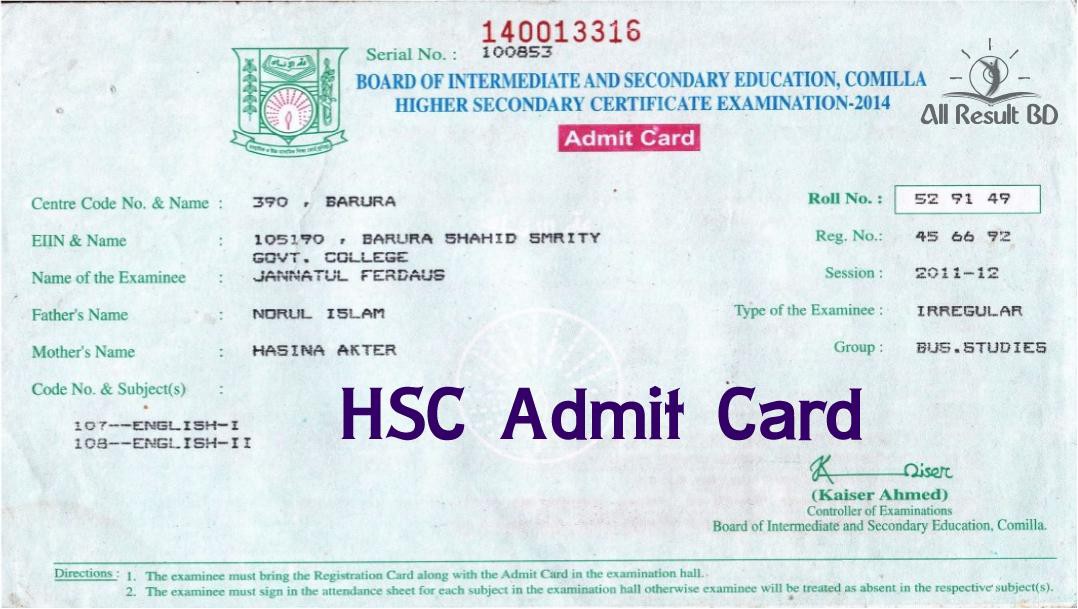 140013316
Serial No. : 100853
BOARD OF INTERMEDIATE AND SECONDARY EDUCATION, COMILLA
HIGHER SECONDARY CERTIFICATE EXAMINATION-2014
All Result BD
Admit Card
Centre Code No. & Name : 390 , BARURA
Roll No. : 52 91 49
EIIN & Name : 105190 , BARURA SHAHID SMRITY
GOVT. COLLEGE
Reg. No.: 45 66 92
Name of the Examinee : JANNATUL FERDAUS
Session : 2011-12
Father's Name : NORUL ISLAM
Type of the Examinee : IRREGULAR
Mother's Name : HASINA AKTER
Group : BUS.STUDIES
Code No. & Subject(s) :
107--ENGLISH-I
108--ENGLISH-II
HSC Admit Card
(Kaiser Ahmed)
Controller of Examinations
Board of Intermediate and Secondary Education, Comilla.
Directions : 1. The examinee must bring the Registration Card along with the Admit Card in the examination hall.
2. The examinee must sign in the attendance sheet for each subject in the examination hall otherwise examinee will be treated as absent in the respective subject(s).